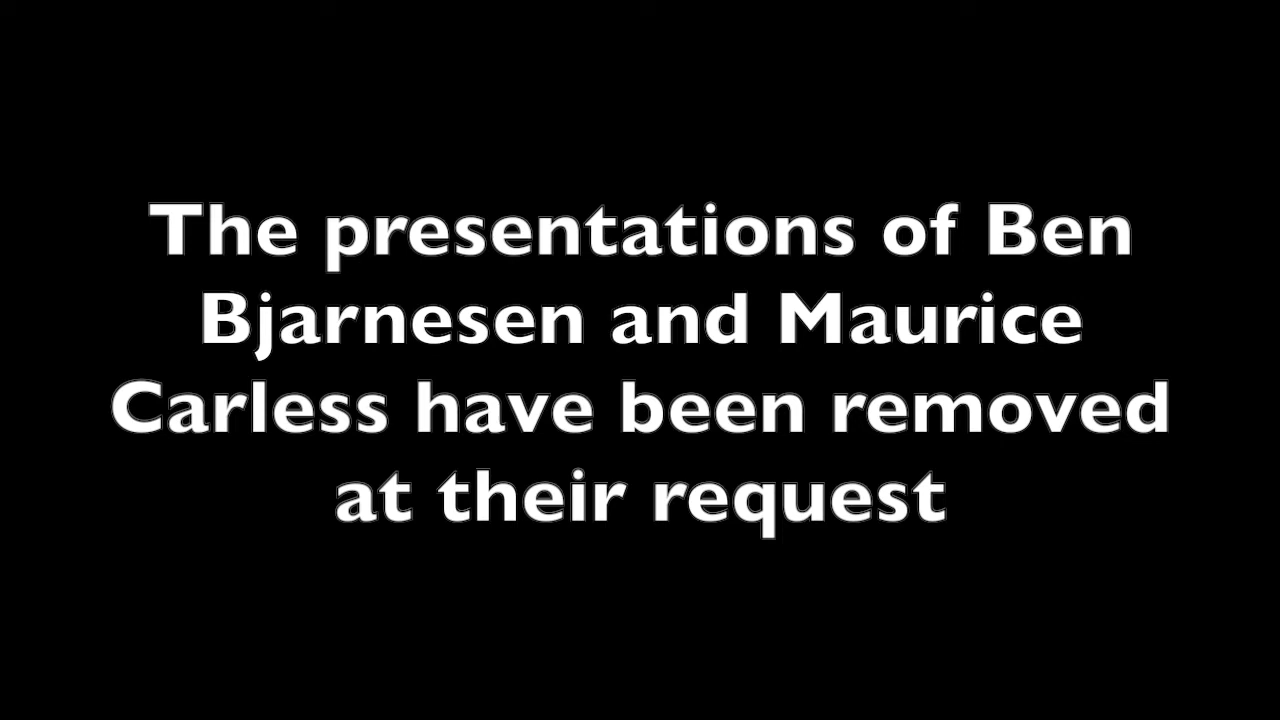 The presentations of Ben
Bjarnesen and Maurice
Carless have been removed
at their request